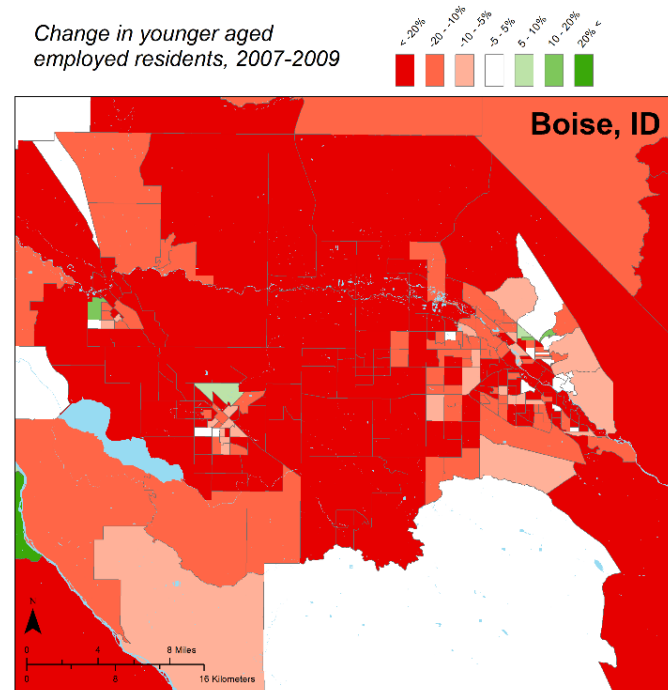 Change in younger aged
employed residents, 2007-2009
< -20%
-20 - -10%
-10 - -5%
-5 - 5%
5 - 10%
10 - 20%
20% <
Boise, ID
N
0 4 8 Miles
0 8 16 Kilometers